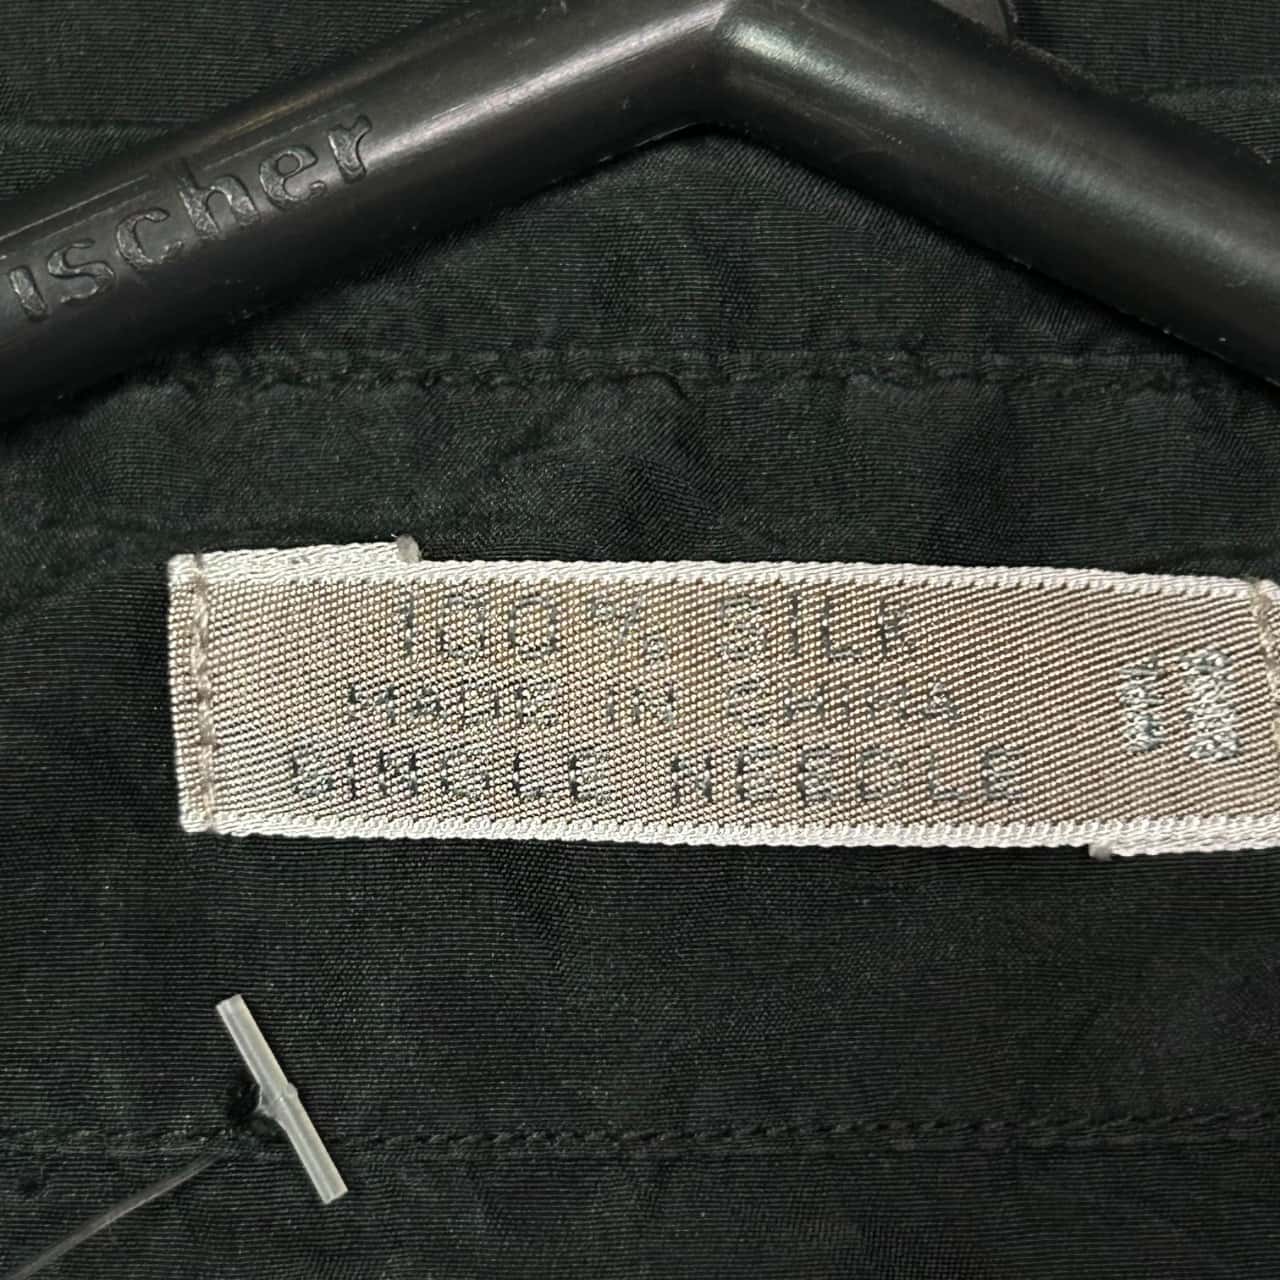 ischer
100% SILK
MADE IN CHINA
SINGLE NEEDLE